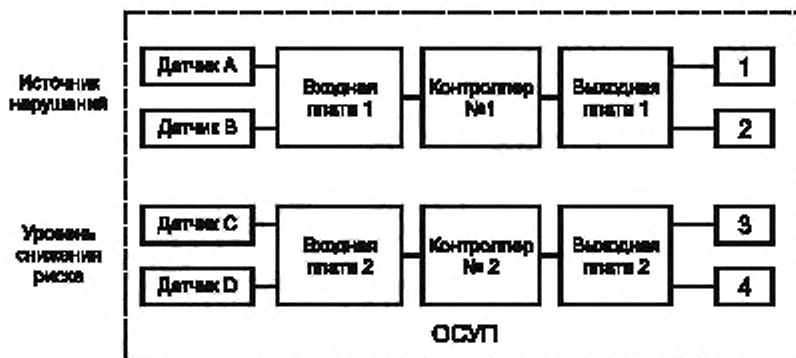 Источник
нарушений
Датчик A
Датчик B
Входная
плата 1
Контроллер
№1
Выходная
плата 1
1
2
Уровень
снижения
риска
Датчик C
Датчик D
Входная
плата 2
Контроллер
№ 2
Выходная
плата 2
3
4
ОСУП